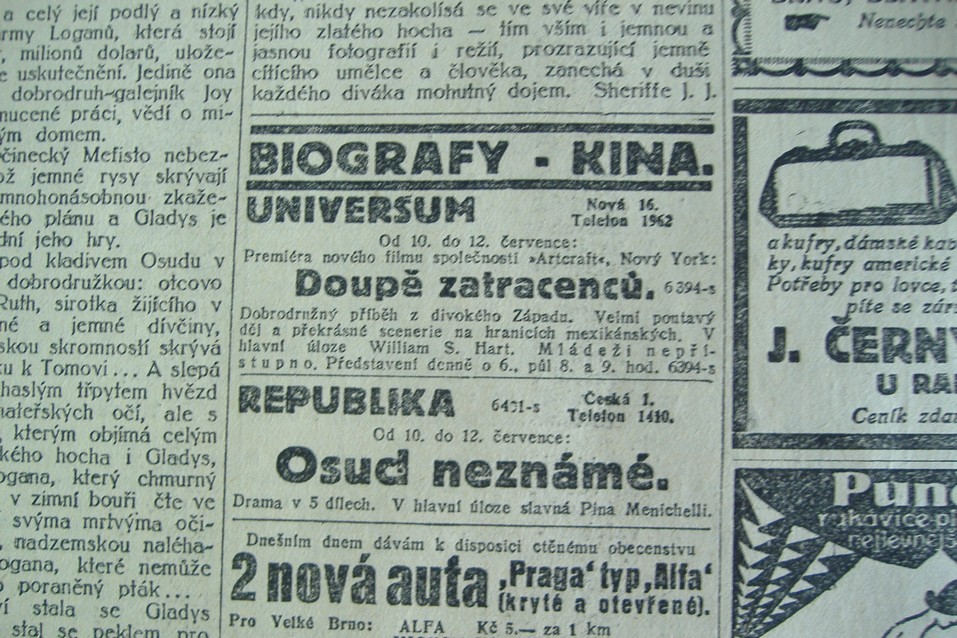 a celý její podlý a nízký
army Loganů, která stojí
milionů dolarů, ulože-
e uskutečnění. Jedině ona
dobrodruh-galejník Joy
nucené práci, vědí o mi-
ým domem.
činecký Mefisto nebez-
ož jemné rysy skrývají
mnohonásobnou zkaže-
ého plánu a Gladys je
dní jeho hry.
pod kladivem Osudu v
dobrodružkou: otcovo
Ruth, sirotka žijícího v
né a jemné dívčiny,
skou skromností skrývá
ku k Tomovi... A slepá
haslým třpytem hvězd
mateřských očí, ale s
, kterým objímá celým
kého hocha i Gladys,
ogana, který chmurný
v zimní bouři čte ve
svýma mrtvýma oči-
, nadzemskou naléha-
ogana, které nemůže
o poraněný pták...
ví stala se Gladys
stal se peklem pro
kdy, nikdy nezakolísá se ve své víře v nevinu
jejího zlatého hocha — tím vším i jemnou a
jasnou fotografií i režií, prozrazující jemně
cítícího umělce a člověka, zanechá v duši
každého diváka mohutný dojem. Sheriffe J. J.
BIOGRAFY - KINA.
UNIVERSUM Nová 16.
Telefon 1962
Od 10. do 12. července:
Premiéra nového filmu společnosti »Artcraft«, Nový York:
Doupě zatracenců. 6394-s
Dobrodružný příběh z divokého Západu. Velmi poutavý
děj a překrásné scenerie na hranicích mexikánských. V
hlavní úloze William S. Hart. Mládeži nepří-
stupno. Představení denně o 6., půl 8. a 9. hod. 6394-s
REPUBLIKA 6401-s Česká 1.
Telefon 1410.
Od 10. do 12. července:
Osud neznámé.
Drama v 5 dílech. V hlavní úloze slavná Pina Menichelli.
Dnešním dnem dávám k disposici ctěnému obecenstvu
2 nová auta „Praga‘ typ „Alfa‘
(kryté a otevřené).
Pro Velké Brno: ALFA Kč 5.— za 1 km
Nenechte
a kufry, dámské kab
ky, kufry americké
Potřeby pro lovce, t
pište se zár
J. ČERN
U RA
Ceník zda
Pun
rukavice p
nejlevněj